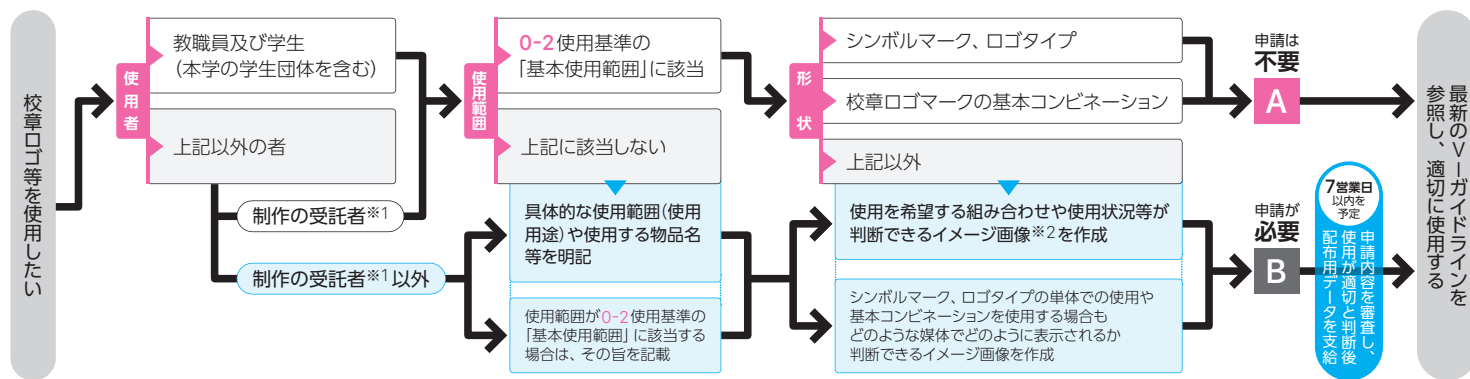 校章ロゴ等を使用したい
使用者
教職員及び学生
（本学の学生団体を含む）
上記以外の者
制作の受託者※1
制作の受託者※1以外
使用範囲
0-2使用基準の
「基本使用範囲」に該当
上記に該当しない
具体的な使用範囲（使用
用途）や使用する物品名
等を明記
使用範囲が0-2使用基準の
「基本使用範囲」に該当する
場合は、その旨を記載
形状
シンボルマーク、ロゴタイプ
校章ロゴマークの基本コンビネーション
上記以外
使用を希望する組み合わせや使用状況等が
判断できるイメージ画像※2を作成
シンボルマーク、ロゴタイプの単体での使用や
基本コンビネーションを使用する場合も
どのような媒体でどのように表示されるか
判断できるイメージ画像を作成
申請は
不要
A
申請が
必要
B
7営業日
以内を
予定
申請内容を審査し、
使用が適切と判断後
配布用データを支給
最新のVIガイドラインを
参照し、適切に使用する